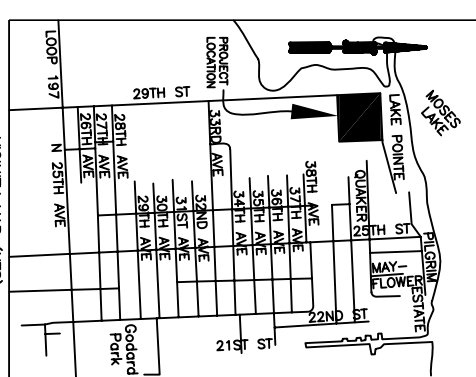 LOOP 197
PROJECT
LOCATION
MOSES
LAKE
29TH ST
LAKE POINTE
26TH AVE
27TH AVE
28TH AVE
N 25TH AVE
33RD AVE
38TH AVE
QUAKER
29TH AVE
30TH AVE
31ST AVE
32ND AVE
34TH AVE
35TH AVE
36TH AVE
37TH AVE
25TH ST
PILGRIM
ESTATE
MAY-
FLOWER
22ND ST
21ST ST
Godard
Park